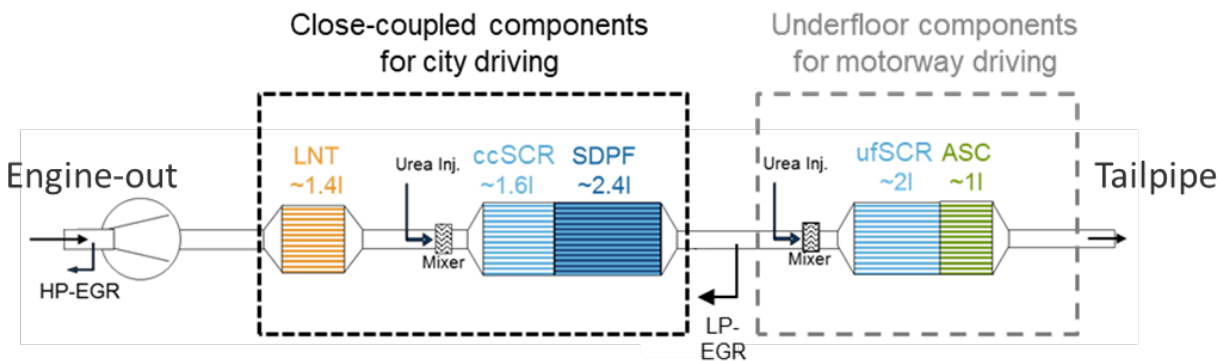 Close-coupled components
for city driving
Underfloor components
for motorway driving
Engine-out
HP-EGR
LNT
~1.4l
Urea Inj.
Mixer
ccSCR
~1.6l
SDPF
~2.4l
LP-
EGR
Urea Inj.
Mixer
ufSCR
~2l
ASC
~1l
Tailpipe